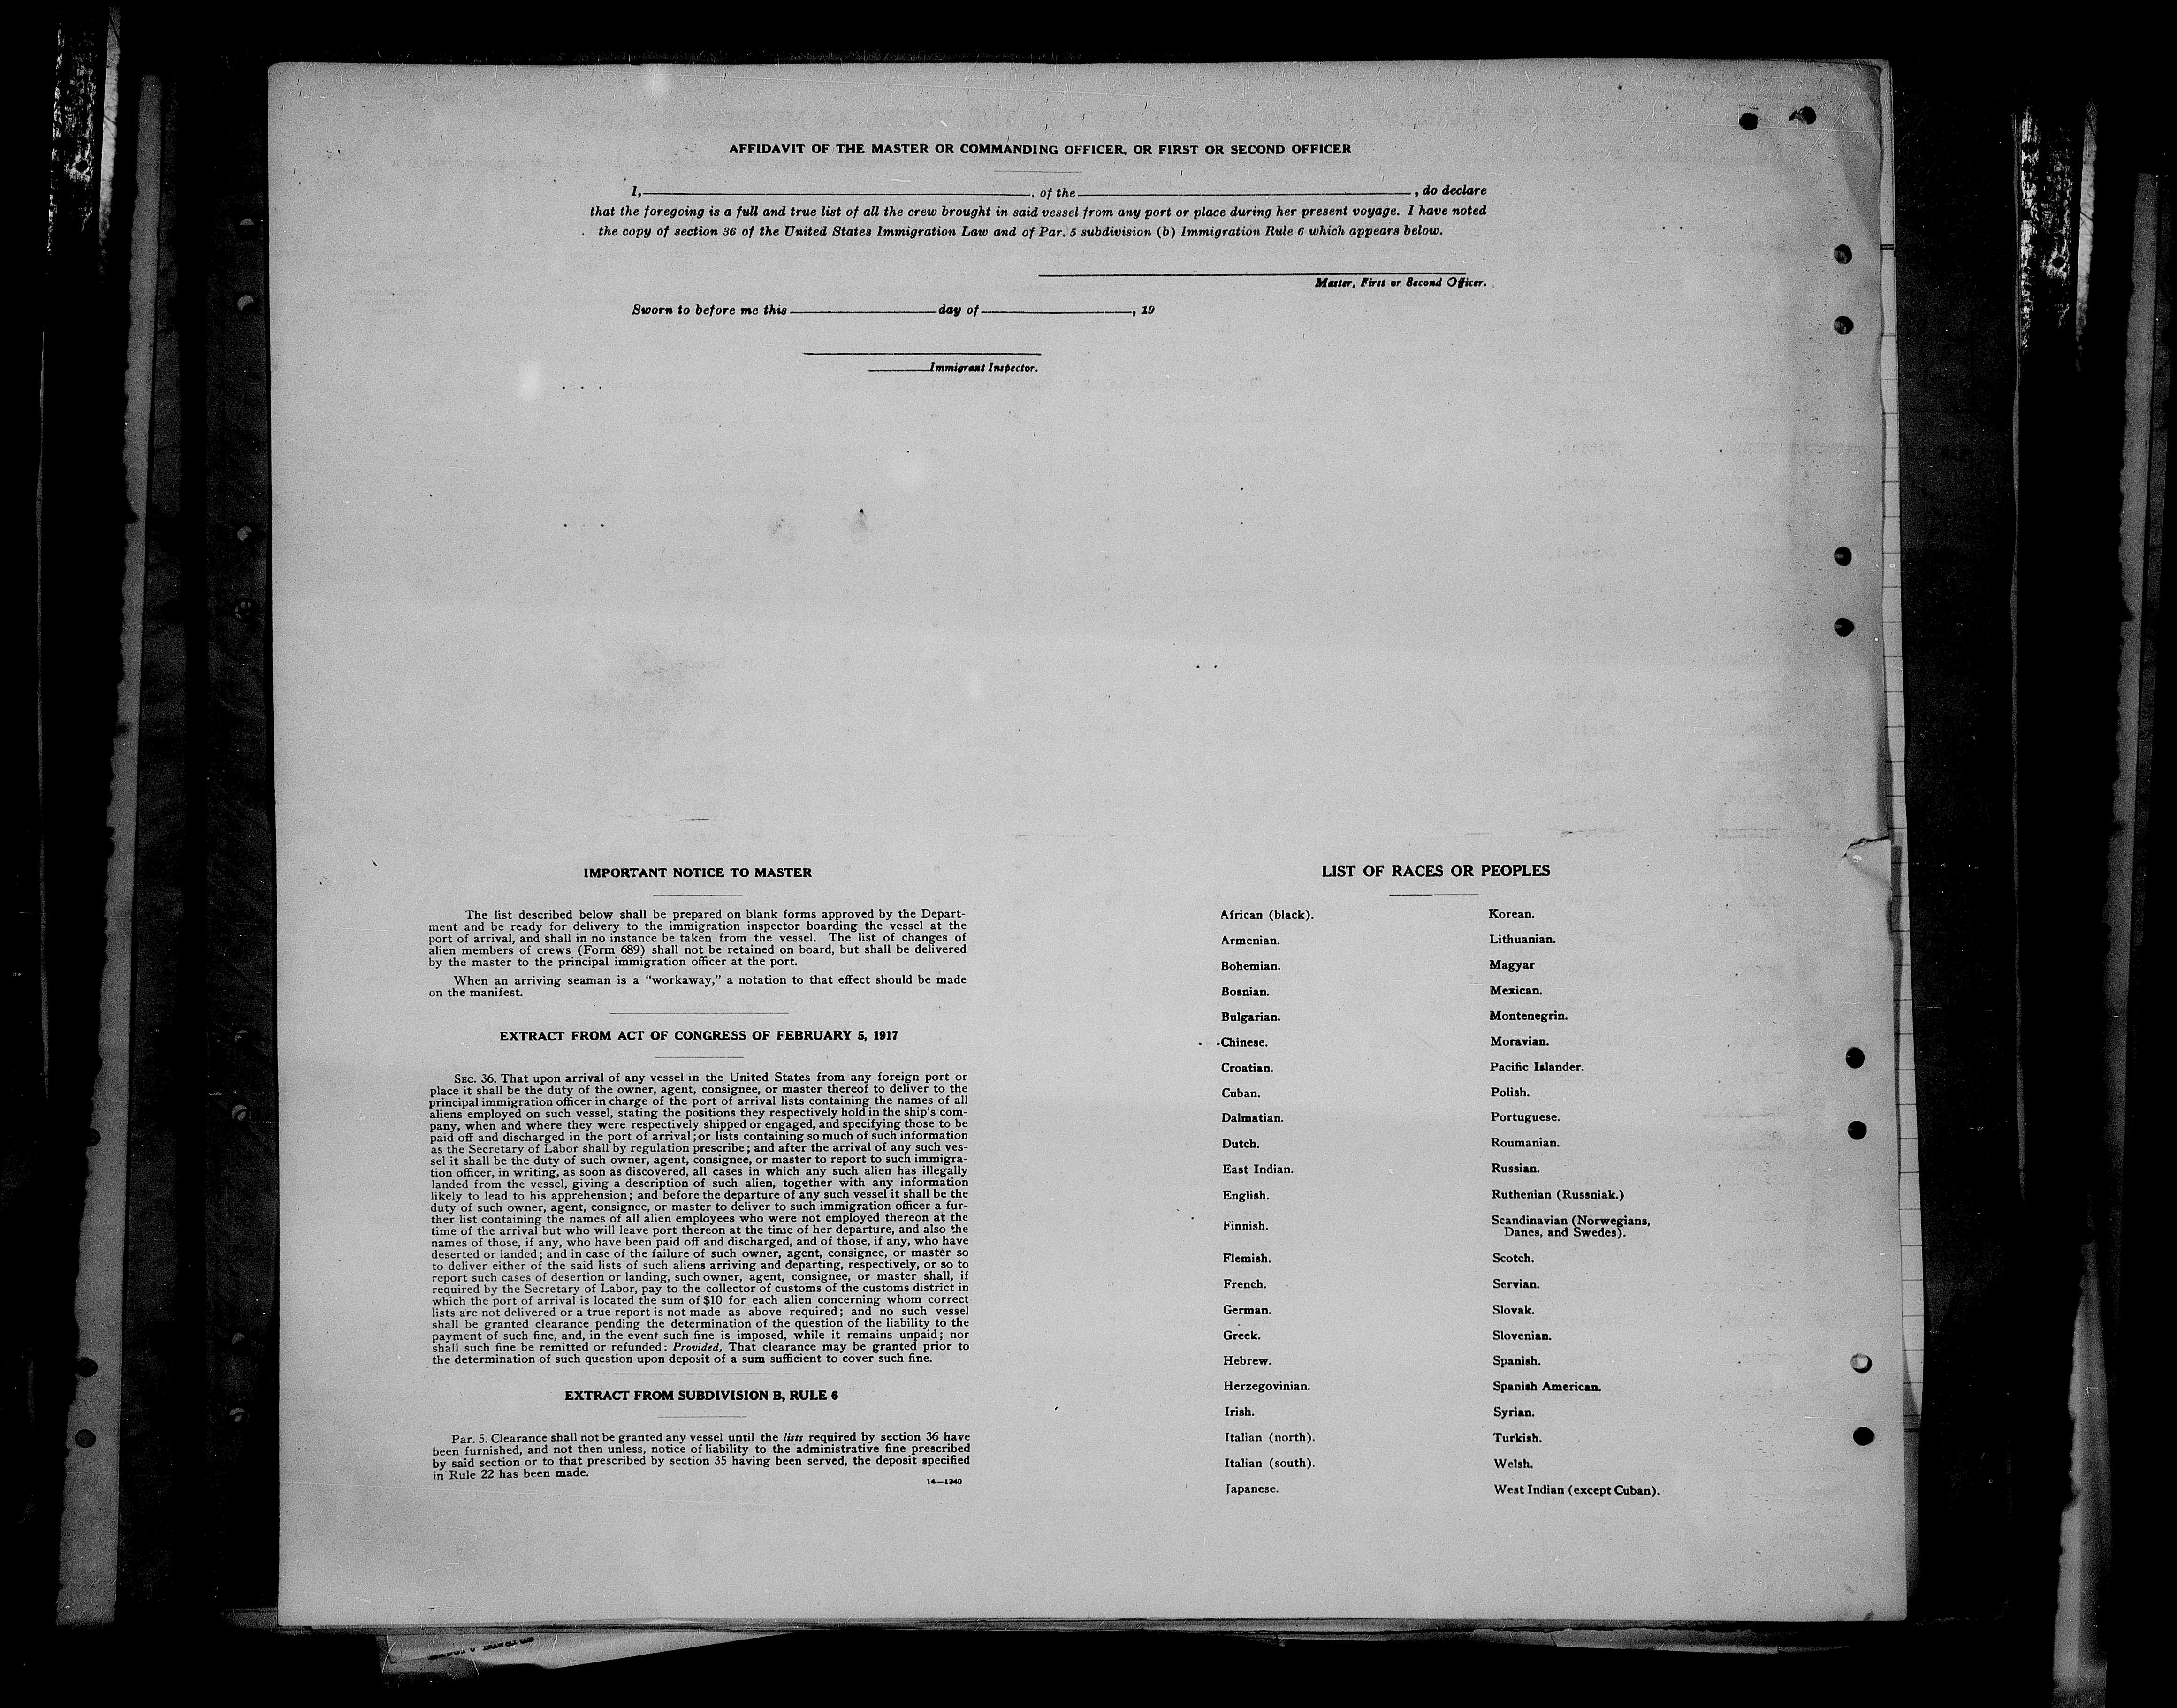 AFFIDAVIT OF THE MASTER OR COMMANDING OFFICER, OR FIRST OR SECOND OFFICER
I, , of the , do declare
that the foregoing is a full and true list of all the crew brought in said vessel from any port or place during her present voyage. I have noted
the copy of section 36 of the United States Immigration Law and of Par. 5 subdivision (b) Immigration Rule 6 which appears below.
Master, First or Second Officer.
Sworn to before me this day of , 19
Immigrant Inspector.
IMPORTANT NOTICE TO MASTER
The list described below shall be prepared on blank forms approved by the Depart-
ment and be ready for delivery to the immigration inspector boarding the vessel at the
port of arrival, and shall in no instance be taken from the vessel. The list of changes of
alien members of crews (Form 689) shall not be retained on board, but shall be delivered
by the master to the principal immigration officer at the port.
When an arriving seaman is a "workaway," a notation to that effect should be made
on the manifest.
EXTRACT FROM ACT OF CONGRESS OF FEBRUARY 5, 1917
SEC. 36. That upon arrival of any vessel in the United States from any foreign port or
place it shall be the duty of the owner, agent, consignee, or master thereof to deliver to the
principal immigration officer in charge of the port of arrival lists containing the names of all
aliens employed on such vessel, stating the positions they respectively hold in the ship's com-
pany, when and where they were respectively shipped or engaged, and specifying those to be
paid off and discharged in the port of arrival; or lists containing so much of such information
as the Secretary of Labor shall by regulation prescribe; and after the arrival of any such ves-
sel it shall be the duty of such owner, agent, consignee, or master to report to such immigra-
tion officer, in writing, as soon as discovered, all cases in which any such alien has illegally
landed from the vessel, giving a description of such alien, together with any information
likely to lead to his apprehension; and before the departure of any such vessel it shall be the
duty of such owner, agent, consignee, or master to deliver to such immigration officer a fur-
ther list containing the names of all alien employees who were not employed thereon at the
time of the arrival but who will leave port thereon at the time of her departure, and also the
names of those, if any, who have been paid off and discharged, and of those, if any, who have
deserted or landed; and in case of the failure of such owner, agent, consignee, or master so
to deliver either of the said lists of such aliens arriving and departing, respectively, or so to
report such cases of desertion or landing, such owner, agent, consignee, or master shall, if
required by the Secretary of Labor, pay to the collector of customs of the customs district in
which the port of arrival is located the sum of $10 for each alien concerning whom correct
lists are not delivered or a true report is not made as above required; and no such vessel
shall be granted clearance pending the determination of the question of the liability to the
payment of such fine, and, in the event such fine is imposed, while it remains unpaid; nor
shall such fine be remitted or refunded: Provided, That clearance may be granted prior to
the determination of such question upon deposit of a sum sufficient to cover such fine.
EXTRACT FROM SUBDIVISION B, RULE 6
Par. 5. Clearance shall not be granted any vessel until the lists required by section 36 have
been furnished, and not then unless, notice of liability to the administrative fine prescribed
by said section or to that prescribed by section 35 having been served, the deposit specified
in Rule 22 has been made.
14—1240
LIST OF RACES OR PEOPLES
African (black).
Armenian.
Bohemian.
Bosnian.
Bulgarian.
Chinese.
Croatian.
Cuban.
Dalmatian.
Dutch.
East Indian.
English.
Finnish.
Flemish.
French.
German.
Greek.
Hebrew.
Herzegovinian.
Irish.
Italian (north).
Italian (south).
Japanese.
Korean.
Lithuanian.
Magyar
Mexican.
Montenegrin.
Moravian.
Pacific Islander.
Polish.
Portuguese.
Roumanian.
Russian.
Ruthenian (Russniak.)
Scandinavian (Norwegians,
Danes, and Swedes).
Scotch.
Servian.
Slovak.
Slovenian.
Spanish.
Spanish American.
Syrian.
Turkish.
Welsh.
West Indian (except Cuban).